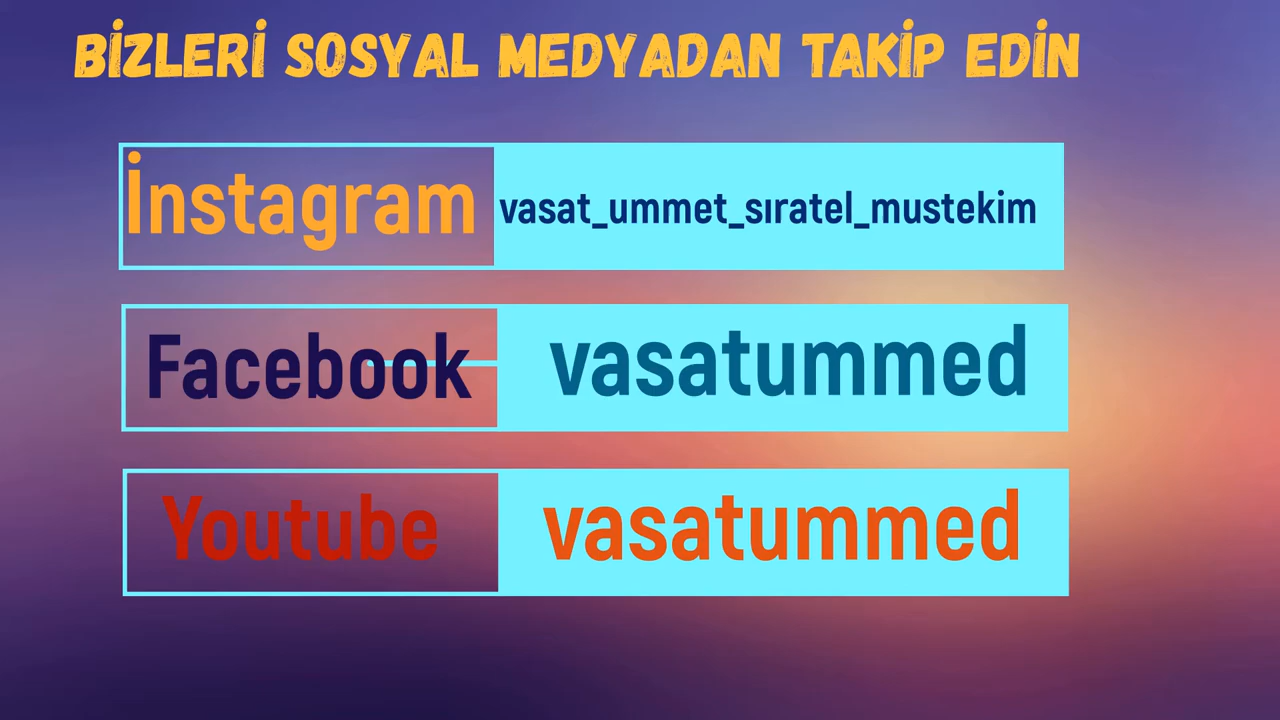 BİZLERİ SOSYAL MEDYADAN TAKİP EDİN
İnstagram vasat_ummet_sıratel_mustekim
Facebook vasatummed
Youtube vasatummed